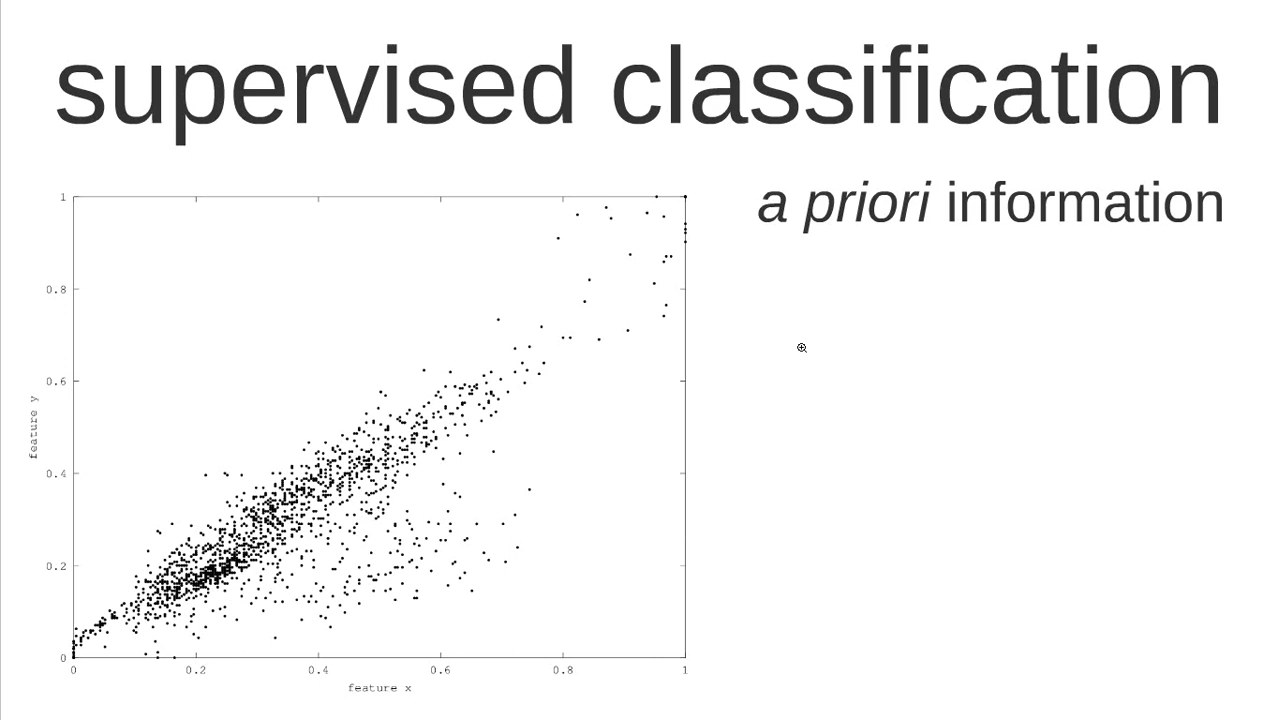 supervised classification
a priori information
1
0.8
0.6
0.4
0.2
0
feature y
0 0.2 0.4 0.6 0.8 1
feature x